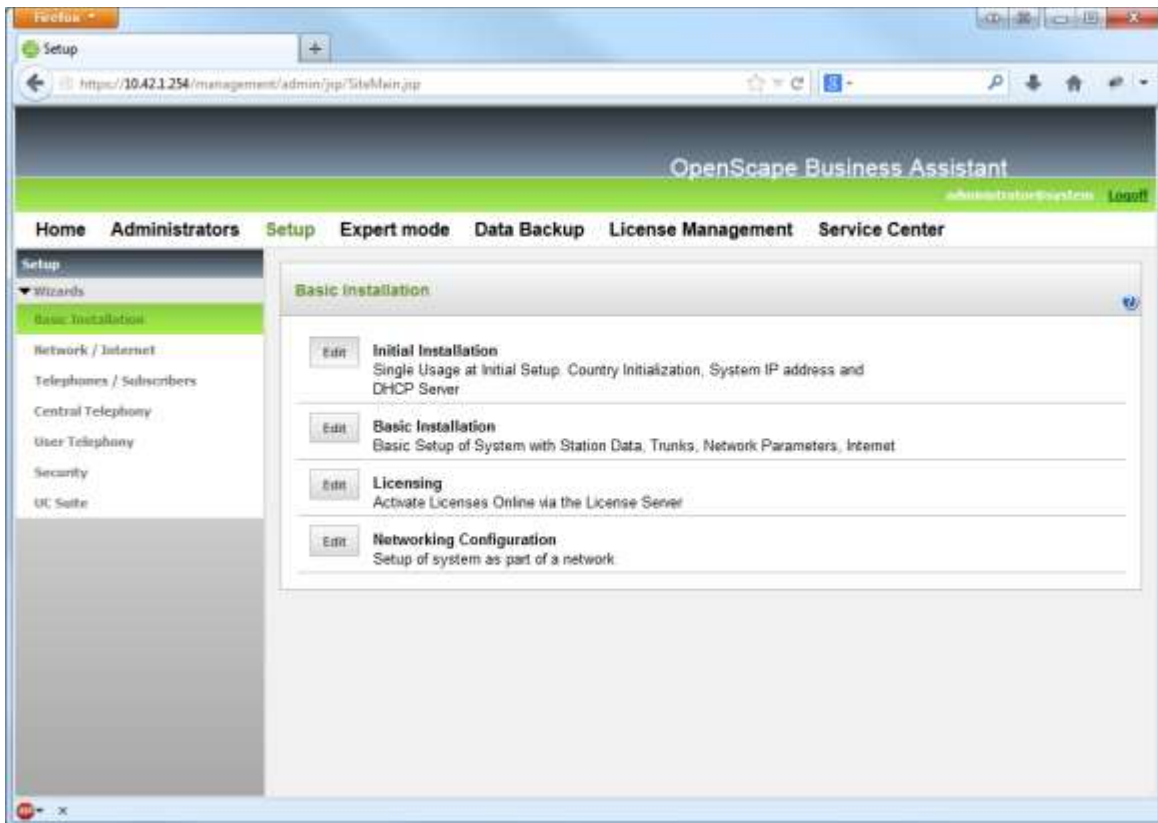 Firefox
Setup
https://10.42.1.254/management/admin/jsp/SiteMain.jsp
OpenScape Business Assistant
administrator@system Logoff
Home Administrators Setup Expert mode Data Backup License Management Service Center
Setup
Wizards
Basic Installation
Basic Installation
Network / Internet
Telephones / Subscribers
Central Telephony
User Telephony
Security
UC Suite
Edit Initial Installation
Single Usage at Initial Setup. Country Initialization, System IP address and
DHCP Server
Edit Basic Installation
Basic Setup of System with Station Data, Trunks, Network Parameters, Internet
Edit Licensing
Activate Licenses Online via the License Server
Edit Networking Configuration
Setup of system as part of a network